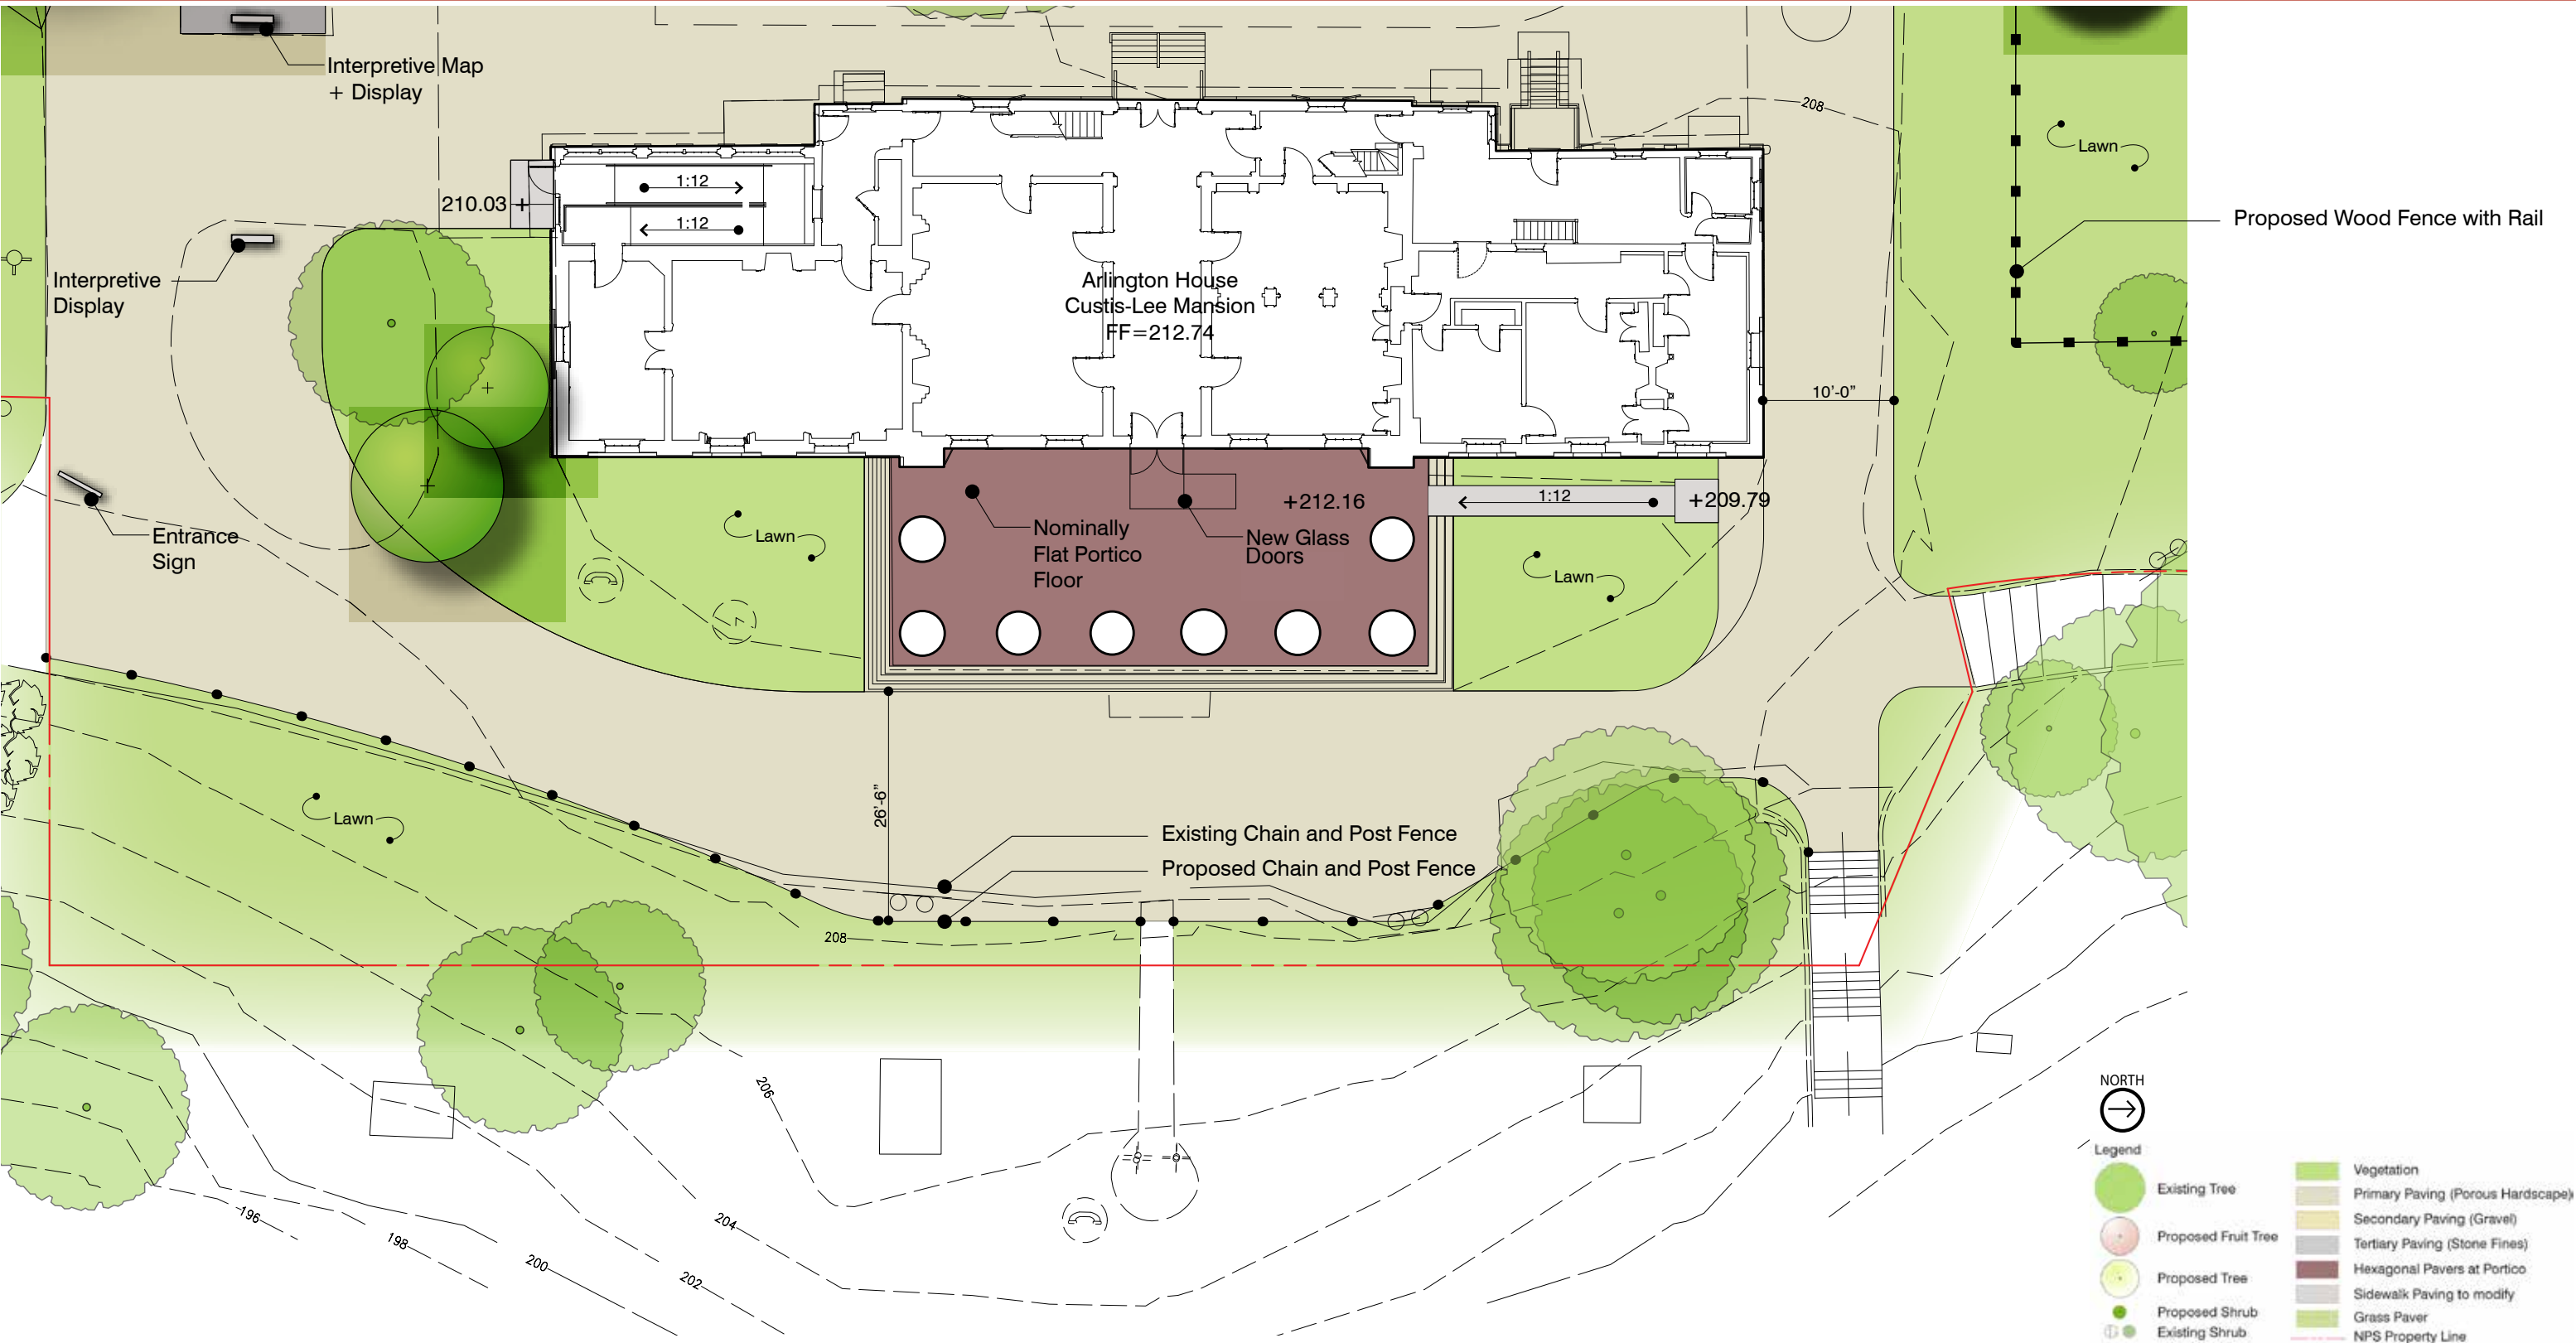 Interpretive Map
+ Display
208
Lawn
1:12
210.03 +
1:12
Proposed Wood Fence with Rail
Interpretive
Display
Arlington House
Custis-Lee Mansion
FF=212.74
10'-0"
+212.16
1:12
+209.79
Nominally
Flat Portico
Floor
New Glass
Doors
Entrance
Sign
Lawn
Lawn
26'-6"
Lawn
Existing Chain and Post Fence
Proposed Chain and Post Fence
208
206
204
202
200
198
196
NORTH
Legend
Existing Tree
Proposed Fruit Tree
Proposed Tree
Proposed Shrub
Existing Shrub
Vegetation
Primary Paving (Porous Hardscape)
Secondary Paving (Gravel)
Tertiary Paving (Stone Fines)
Hexagonal Pavers at Portico
Sidewalk Paving to modify
Grass Paver
NPS Property Line